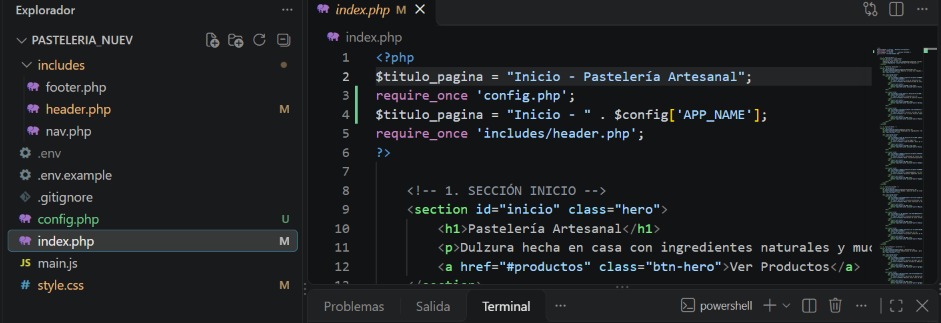 Explorador ···
PASTELERIA_NUEV
includes
footer.php
header.php M
nav.php
.env
.env.example
.gitignore
config.php U
index.php M
JS main.js
# style.css M
index.php M
index.php
1 <?php
2 $titulo_pagina = "Inicio - Pastelería Artesanal";
3 require_once 'config.php';
4 $titulo_pagina = "Inicio - " . $config['APP_NAME'];
5 require_once 'includes/header.php';
6 ?>
7
8 <!-- 1. SECCIÓN INICIO -->
9 <section id="inicio" class="hero">
10 <h1>Pastelería Artesanal</h1>
11 <p>Dulzura hecha en casa con ingredientes naturales y muc
12 <a href="#productos" class="btn-hero">Ver Productos</a>
Problemas Salida Terminal ··· powershell